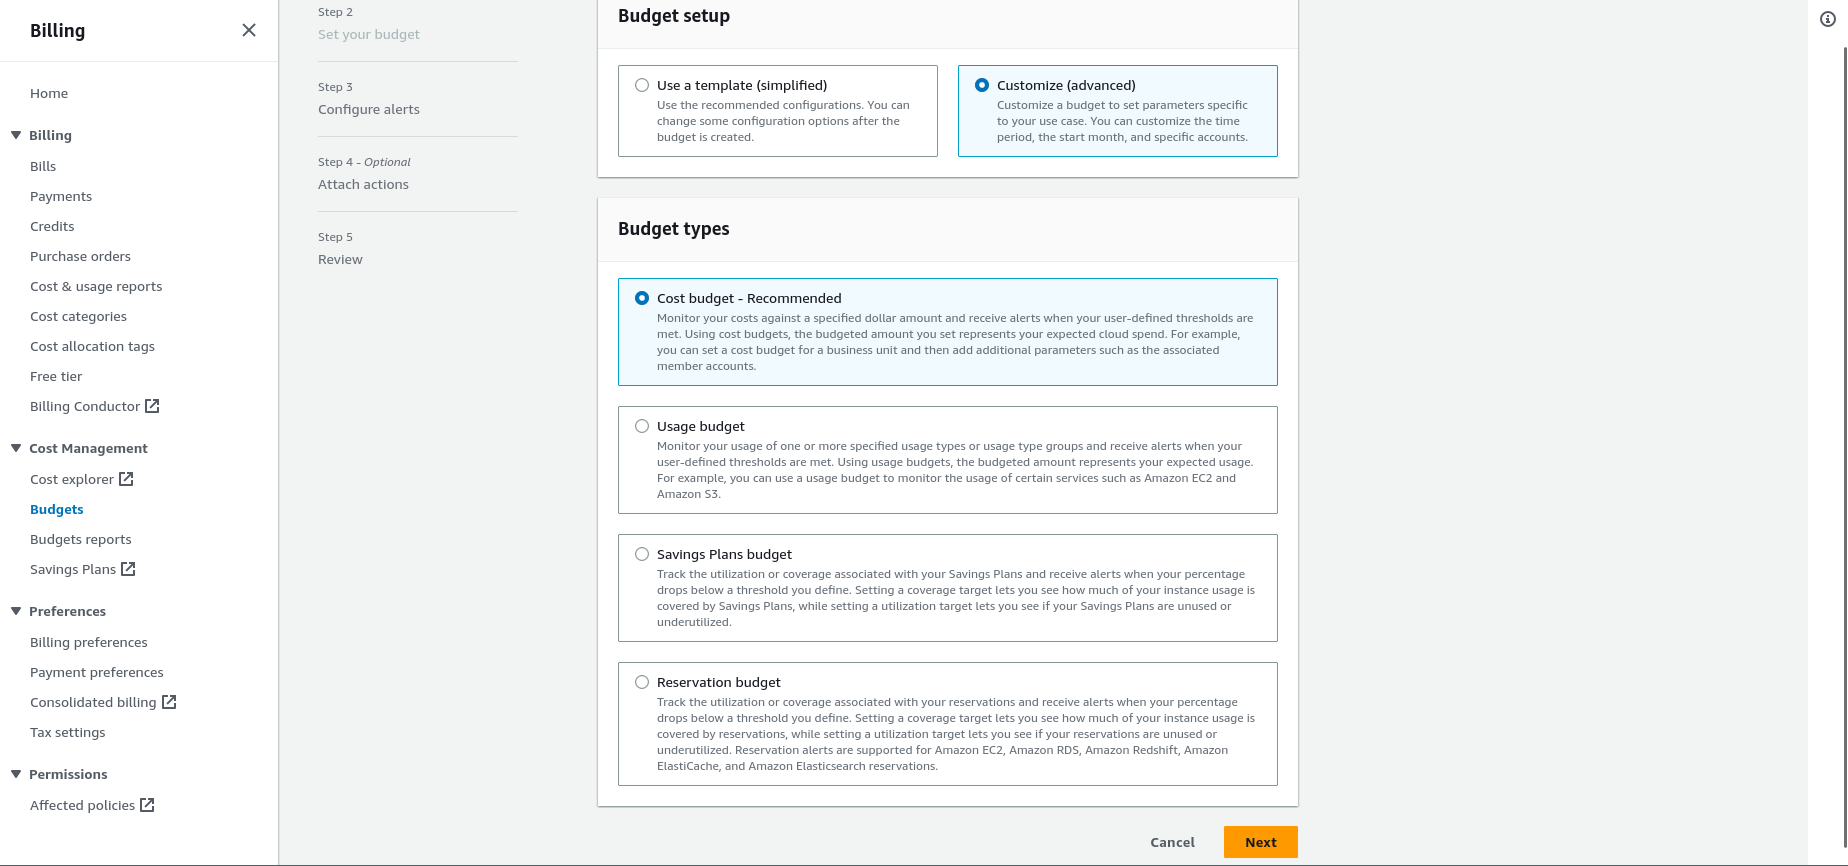 Billing
Home
Billing
Bills
Payments
Credits
Purchase orders
Cost & usage reports
Cost categories
Cost allocation tags
Free tier
Billing Conductor
Cost Management
Cost explorer
Budgets
Budgets reports
Savings Plans
Preferences
Billing preferences
Payment preferences
Consolidated billing
Tax settings
Permissions
Affected policies
Step 2
Set your budget
Step 3
Configure alerts
Step 4 - Optional
Attach actions
Step 5
Review
Budget setup
Use a template (simplified)
Use the recommended configurations. You can
change some configuration options after the
budget is created.
Customize (advanced)
Customize a budget to set parameters specific
to your use case. You can customize the time
period, the start month, and specific accounts.
Budget types
Cost budget - Recommended
Monitor your costs against a specified dollar amount and receive alerts when your user-defined thresholds are
met. Using cost budgets, the budgeted amount you set represents your expected cloud spend. For example,
you can set a cost budget for a business unit and then add additional parameters such as the associated
member accounts.
Usage budget
Monitor your usage of one or more specified usage types or usage type groups and receive alerts when your
user-defined thresholds are met. Using usage budgets, the budgeted amount represents your expected usage.
For example, you can use a usage budget to monitor the usage of certain services such as Amazon EC2 and
Amazon S3.
Savings Plans budget
Track the utilization or coverage associated with your Savings Plans and receive alerts when your percentage
drops below a threshold you define. Setting a coverage target lets you see how much of your instance usage is
covered by Savings Plans, while setting a utilization target lets you see if your Savings Plans are unused or
underutilized.
Reservation budget
Track the utilization or coverage associated with your reservations and receive alerts when your percentage
drops below a threshold you define. Setting a coverage target lets you see how much of your instance usage is
covered by reservations, while setting a utilization target lets you see if your reservations are unused or
underutilized. Reservation alerts are supported for Amazon EC2, Amazon RDS, Amazon Redshift, Amazon
ElastiCache, and Amazon Elasticsearch reservations.
Cancel
Next